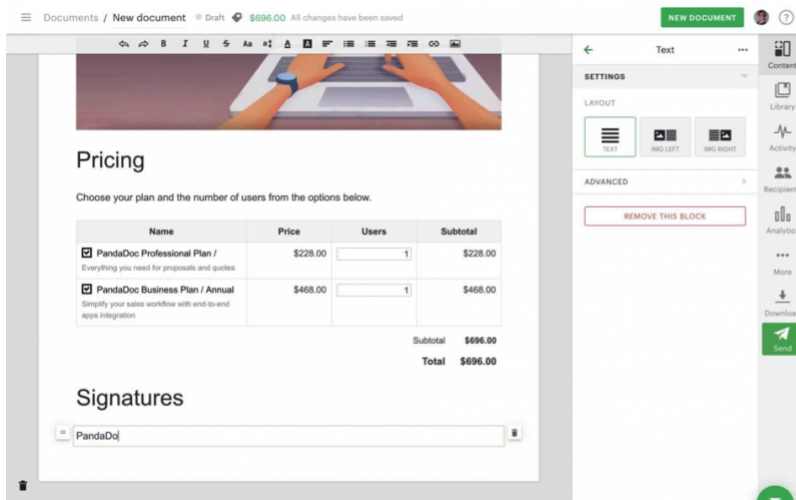 Documents / New document Draft $696.00 All changes have been saved
NEW DOCUMENT
?
B I U S Aa A A
Text
SETTINGS
LAYOUT
TEXT IMG LEFT IMG RIGHT
ADVANCED
REMOVE THIS BLOCK
Content
Library
Activity
Recipien
Analytic
More
Downloa
Send
Pricing
Choose your plan and the number of users from the options below.
Name Price Users Subtotal
PandaDoc Professional Plan / $228.00 1 $228.00
Everything you need for proposals and quotes
PandaDoc Business Plan / Annual $468.00 1 $468.00
Simplify your sales workflow with end-to-end
apps integration
Subtotal $696.00
Total $696.00
Signatures
PandaDo